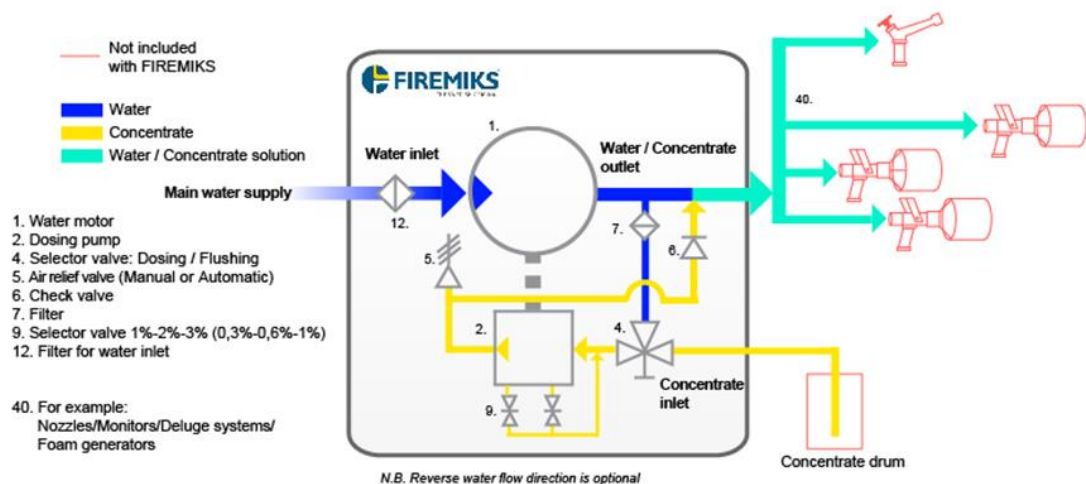 Not included
with FIREMIKS
Water
Concentrate
Water / Concentrate solution
Main water supply
1. Water motor
2. Dosing pump
4. Selector valve: Dosing / Flushing
5. Air relief valve (Manual or Automatic)
6. Check valve
7. Filter
9. Selector valve 1%-2%-3% (0,3%-0,6%-1%)
12. Filter for water inlet
40. For example:
Nozzles/Monitors/Deluge systems/
Foam generators
FIREMIKS
1.
Water inlet
12.
Water / Concentrate
outlet
7.
6.
5.
2.
4.
9.
Concentrate
inlet
40.
Concentrate drum
N.B. Reverse water flow direction is optional